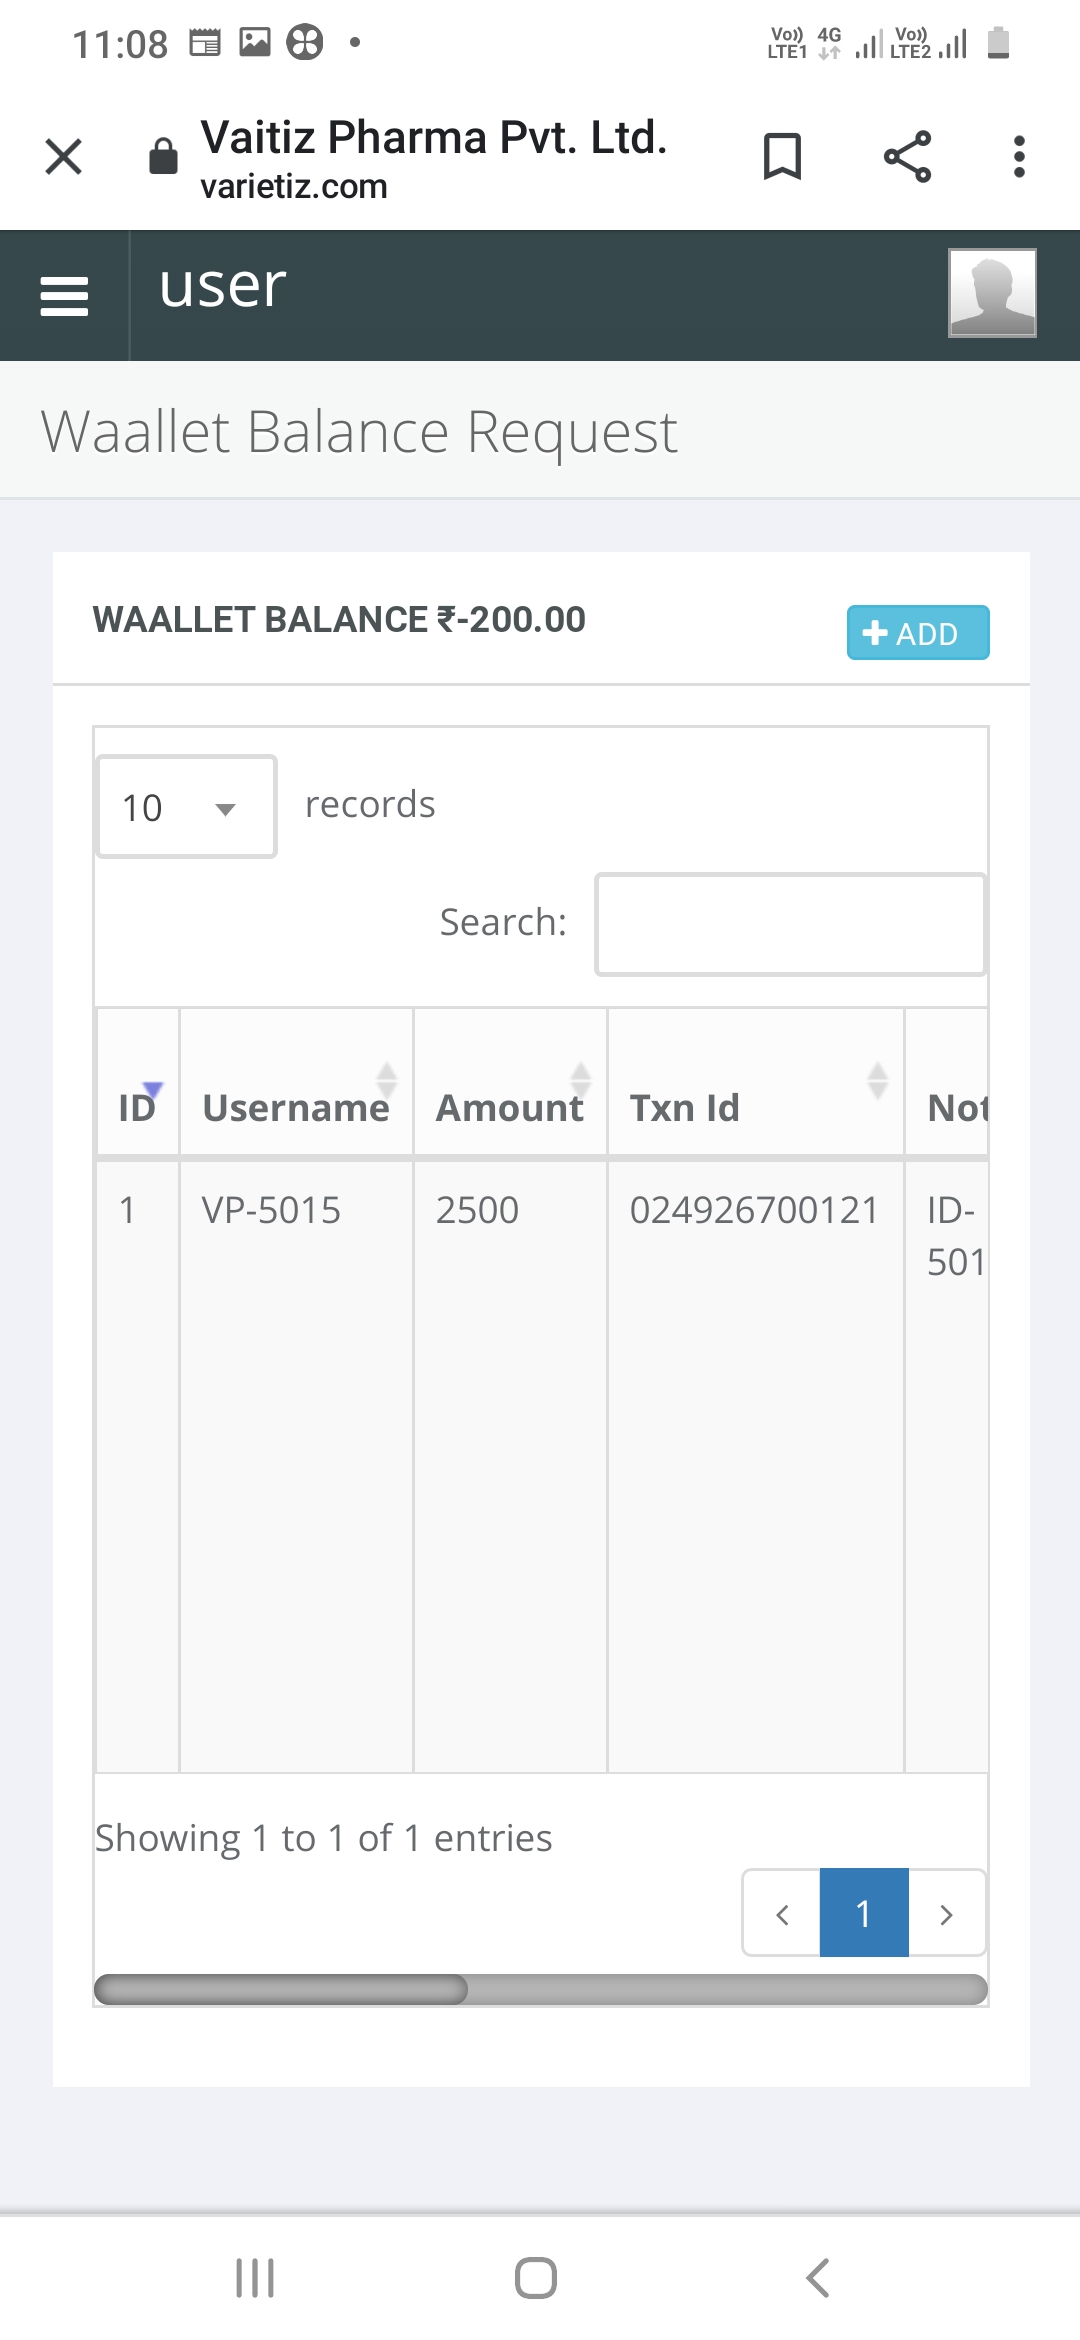 11:08
Vo)) 4G Vo))
LTE1 LTE2
Vaitiz Pharma Pvt. Ltd.
varietiz.com
user
Waallet Balance Request
WAALLET BALANCE ₹-200.00
ADD
10 records
Search:
ID Username Amount Txn Id Not
1 VP-5015 2500 024926700121 ID-
501
Showing 1 to 1 of 1 entries
1